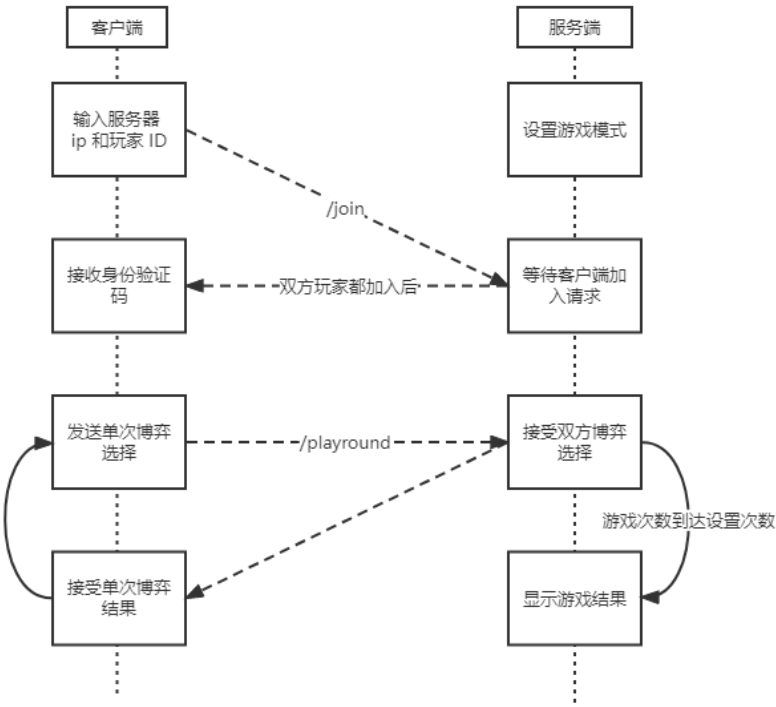 客户端
服务端
输入服务器
ip 和玩家 ID
设置游戏模式
/join
接收身份验证
码
双方玩家都加入后
等待客户端加
入请求
发送单次博弈
选择
/playround
接受双方博弈
选择
游戏次数到达设置次数
接受单次博弈
结果
显示游戏结果